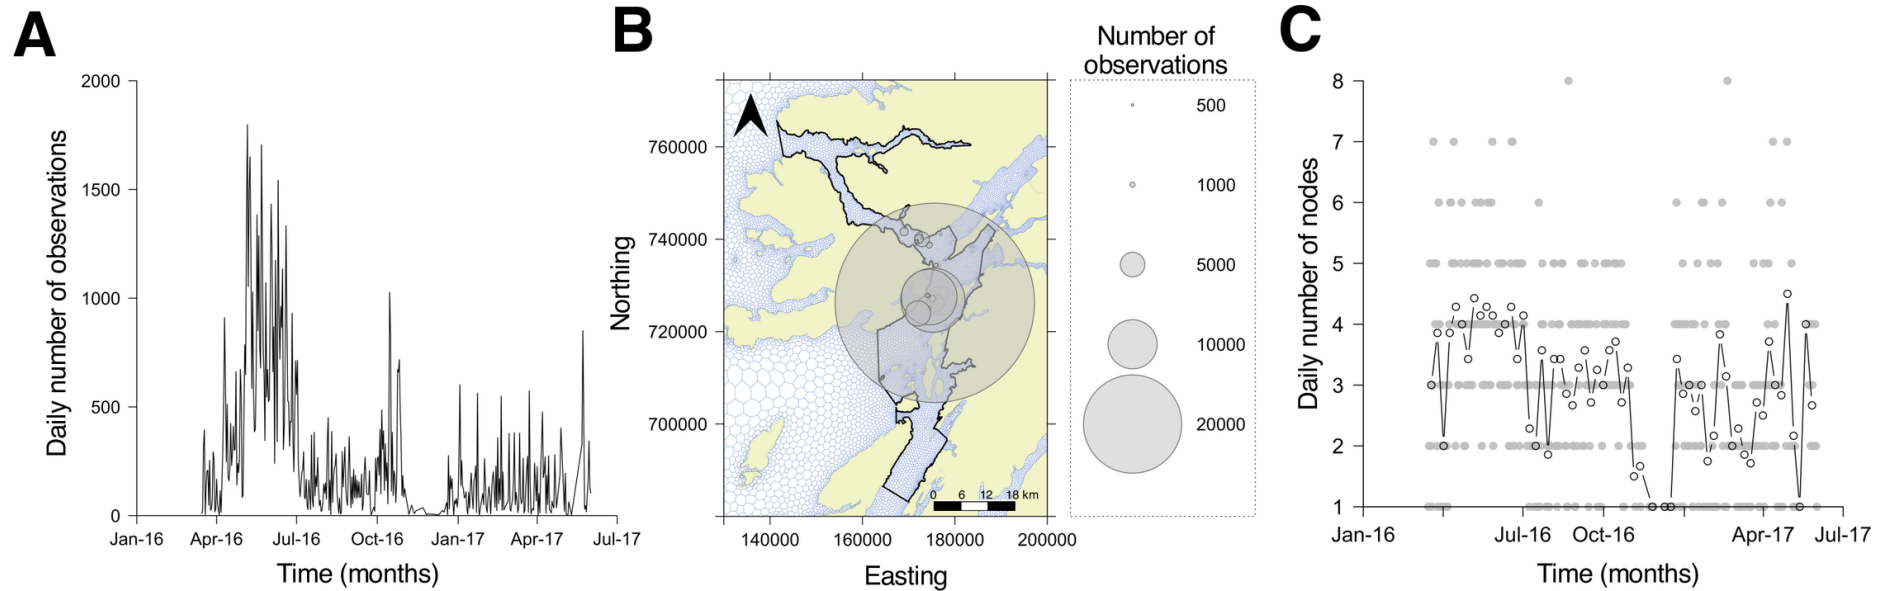 A
2000
1500
1000
500
0
Daily number of observations
Jan-16 Apr-16 Jul-16 Oct-16 Jan-17 Apr-17 Jul-17
Time (months)
B
760000
740000
720000
700000
Northing
0 6 12 18 km
140000 160000 180000 200000
Easting
Number of
observations
500
1000
5000
10000
20000
C
8
7
6
5
4
3
2
1
Daily number of nodes
Jan-16 Jul-16 Oct-16 Apr-17 Jul-17
Time (months)